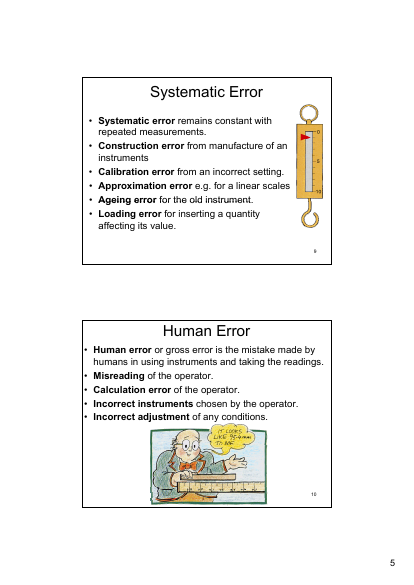 Systematic Error
• Systematic error remains constant with
repeated measurements.
• Construction error from manufacture of an
instruments
• Calibration error from an incorrect setting.
• Approximation error e.g. for a linear scales
• Ageing error for the old instrument.
• Loading error for inserting a quantity
affecting its value.
0
5
10
9
Human Error
• Human error or gross error is the mistake made by
humans in using instruments and taking the readings.
• Misreading of the operator.
• Calculation error of the operator.
• Incorrect instruments chosen by the operator.
• Incorrect adjustment of any conditions.
IT LOOKS
LIKE 95.4mm
TO ME
10
5